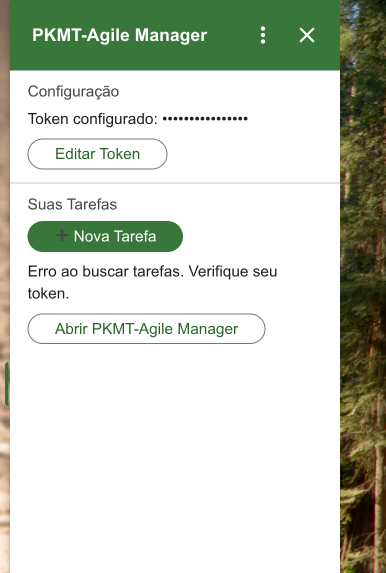 PKMT-Agile Manager
Configuração
Token configurado: ••••••••••••••••
Editar Token
Suas Tarefas
+ Nova Tarefa
Erro ao buscar tarefas. Verifique seu
token.
Abrir PKMT-Agile Manager